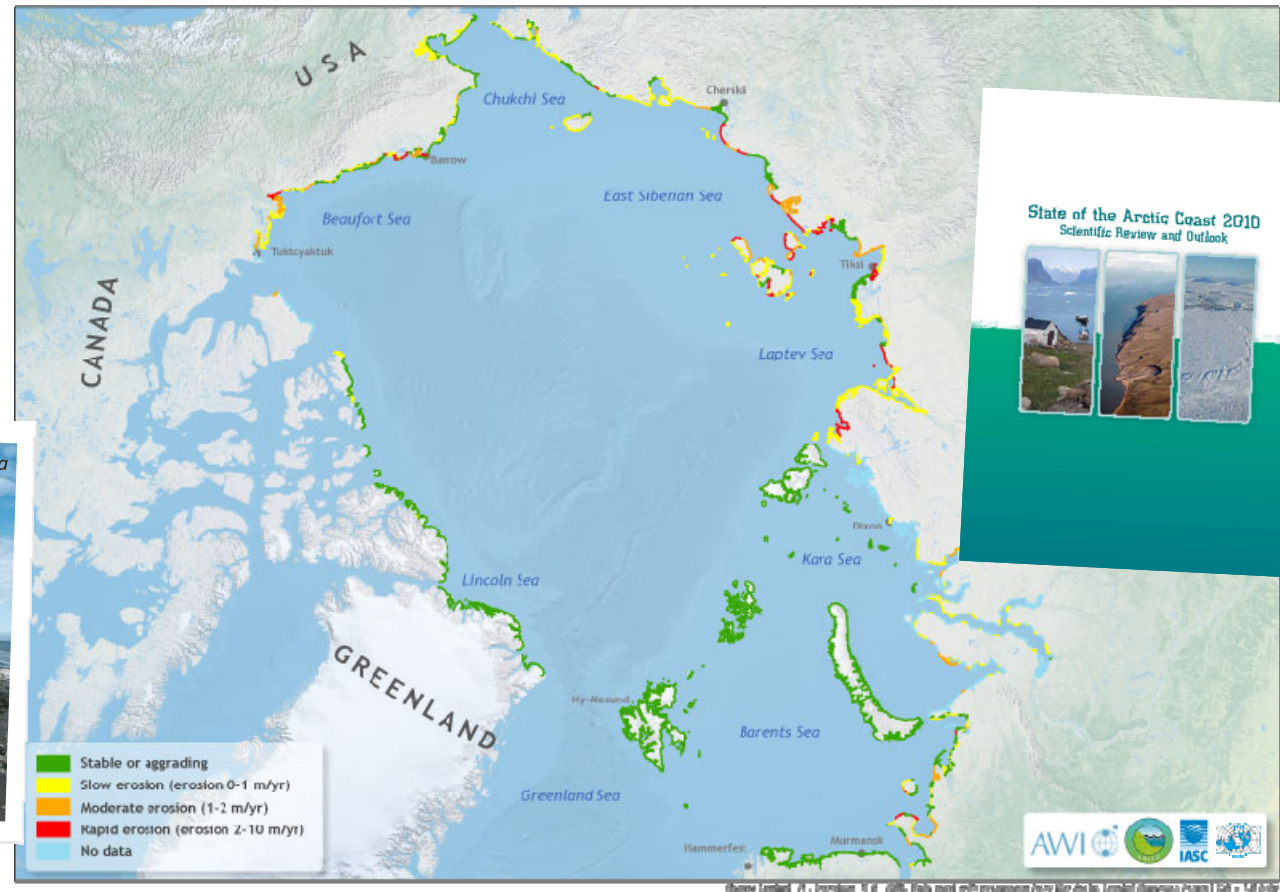 USA
CANADA
GREENLAND
Chukchi Sea
Cherskii
Barrow
East Siberian Sea
Beaufort Sea
Tuktoyaktuk
Tiksi
Laptev Sea
Dixon
Kara Sea
Lincoln Sea
Ny-Alesund
Barents Sea
Greenland Sea
Hammerfest
Murmansk
Stable or aggrading
Slow erosion (erosion 0-1 m/yr)
Moderate erosion (1-2 m/yr)
Rapid erosion (erosion 2-10 m/yr)
No data
State of the Arctic Coast 2010
Scientific Review and Outlook
AWI
IASC
a